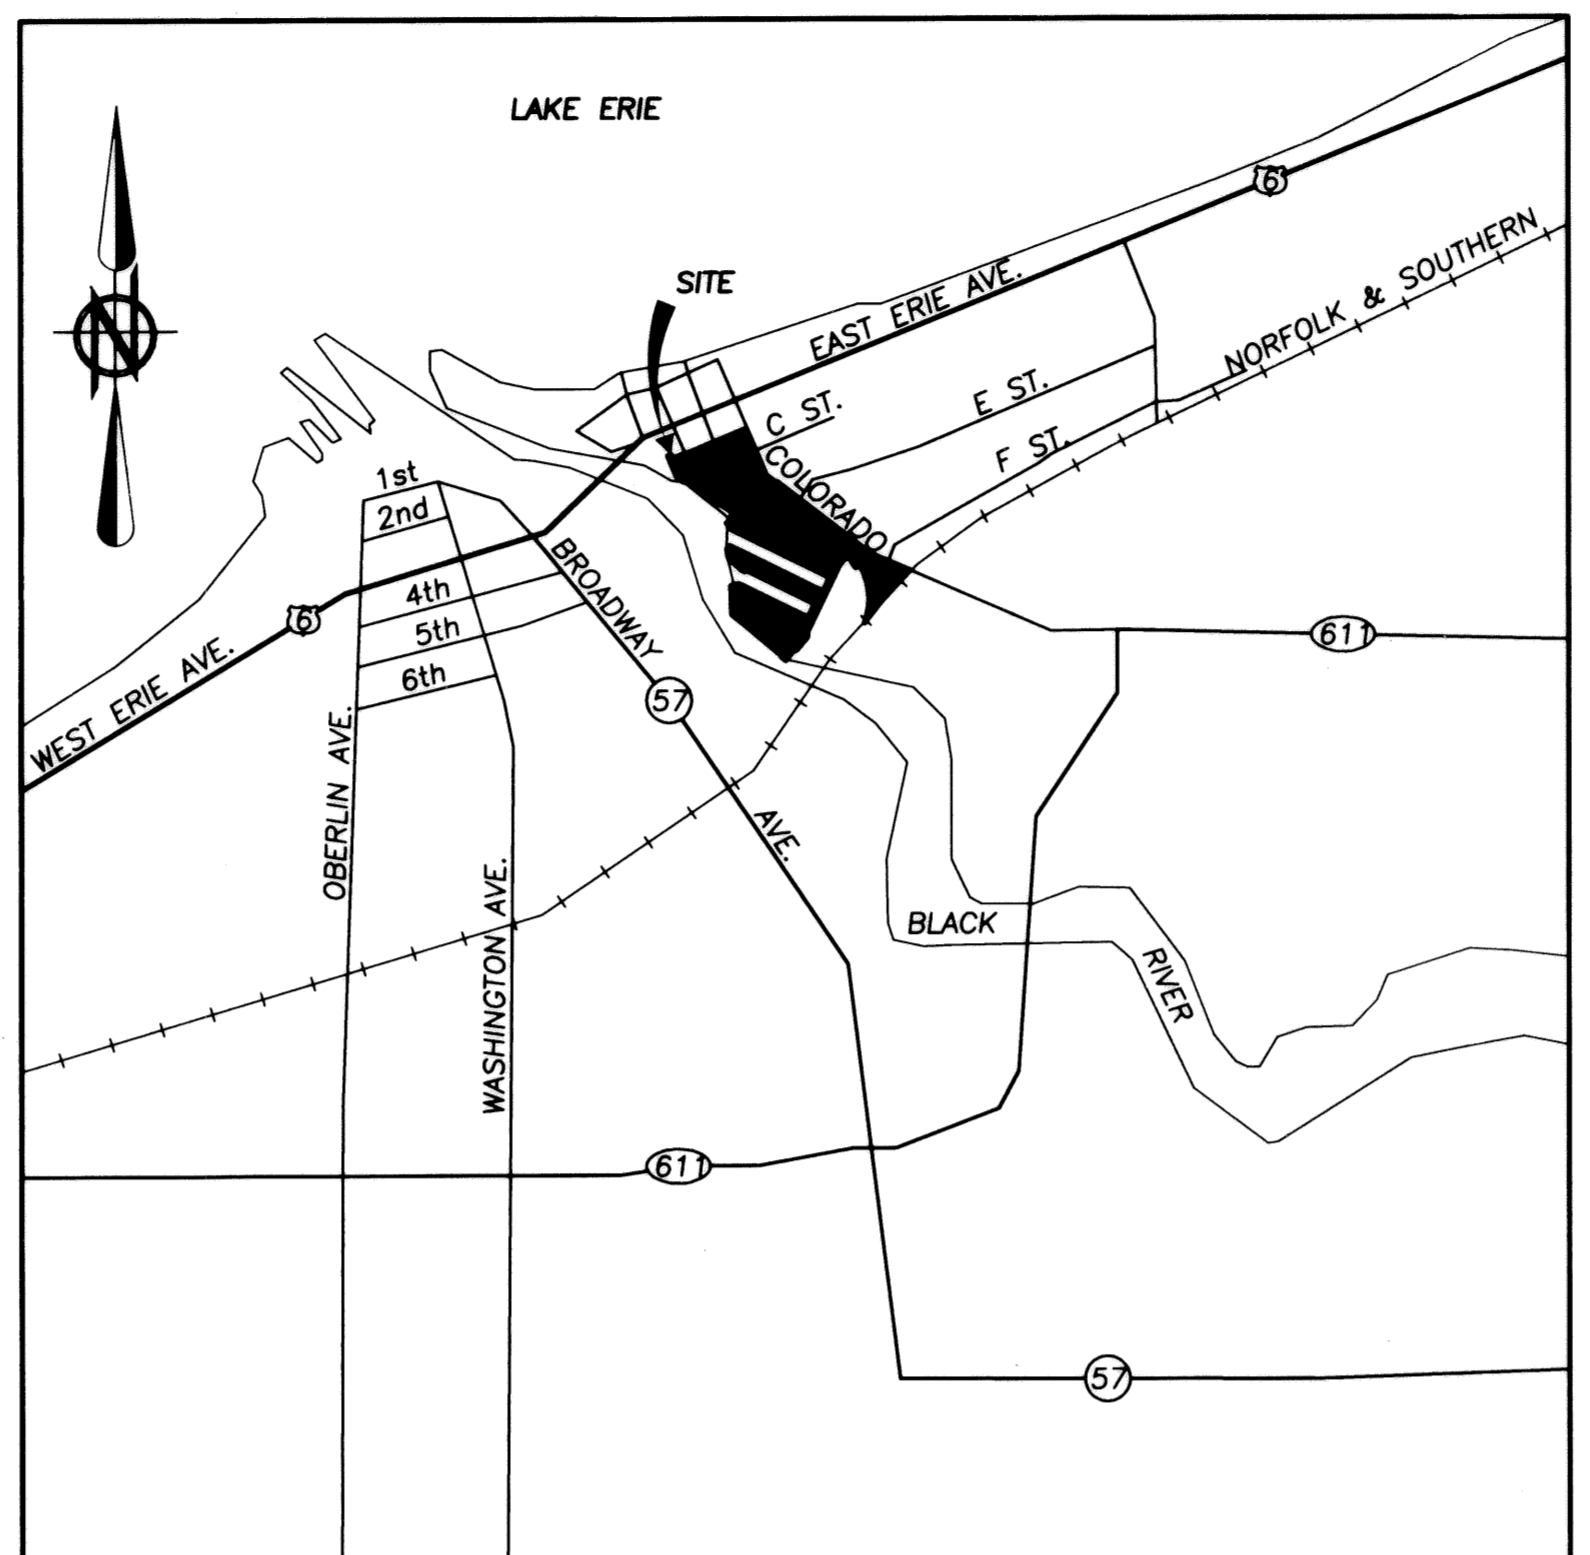 LAKE ERIE
6
SITE
NORFOLK & SOUTHERN
EAST ERIE AVE.
N
E ST.
C ST.
F ST.
COLORADO
1st
2nd
BROADWAY
4th
6
5th
611
6th
WEST ERIE AVE.
57
OBERLIN AVE.
AVE.
BLACK
WASHINGTON AVE.
RIVER
611
57